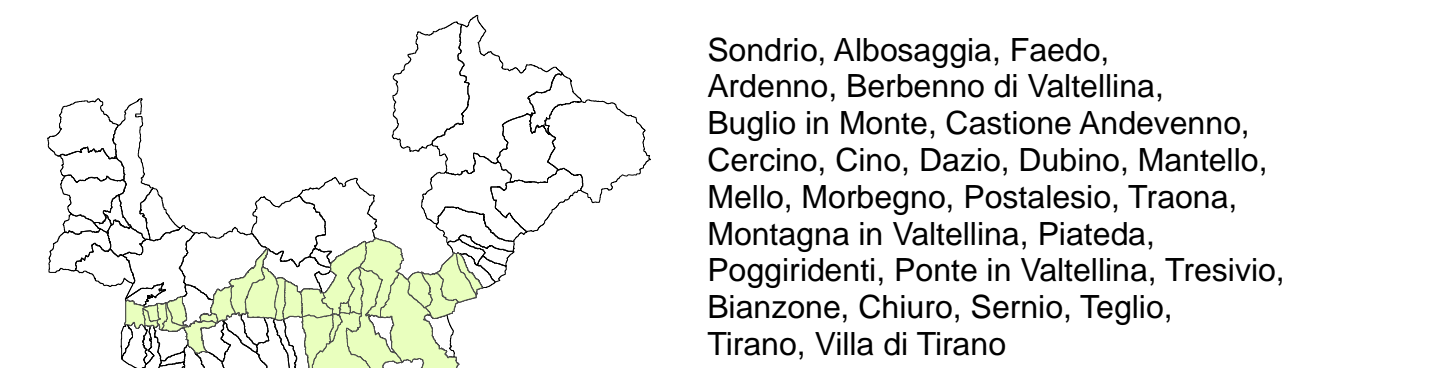 Sondrio, Albosaggia, Faedo,
Ardenno, Berbenno di Valtellina,
Buglio in Monte, Castione Andevenno,
Cercino, Cino, Dazio, Dubino, Mantello,
Mello, Morbegno, Postalesio, Traona,
Montagna in Valtellina, Piateda,
Poggiridenti, Ponte in Valtellina, Tresivio,
Bianzone, Chiuro, Sernio, Teglio,
Tirano, Villa di Tirano